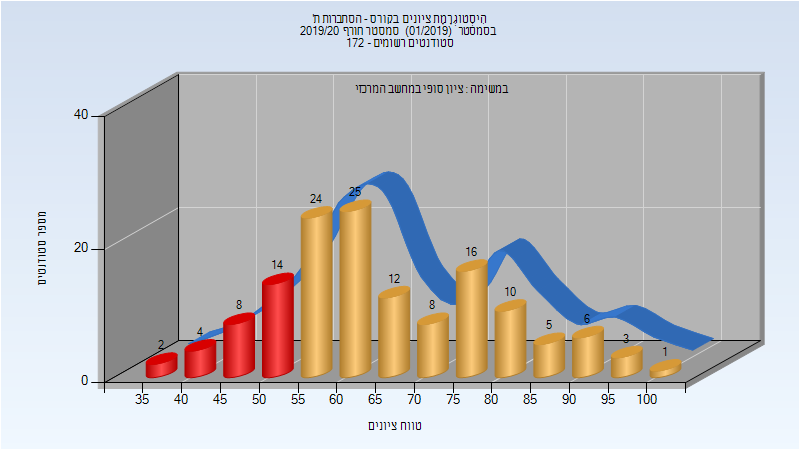 היסטוגרמת ציונים בקורס - הסתברות ת'
בסמסטר (01/2019) סמסטר חורף 2019/20
סטודנטים רשומים - 172
במשימה : ציון סופי במחשב המרכזי
מספר סטודנטים
40
20
0
2
4
8
14
24
25
12
8
16
10
5
6
3
1
35 40 45 50 55 60 65 70 75 80 85 90 95 100
טווח ציונים